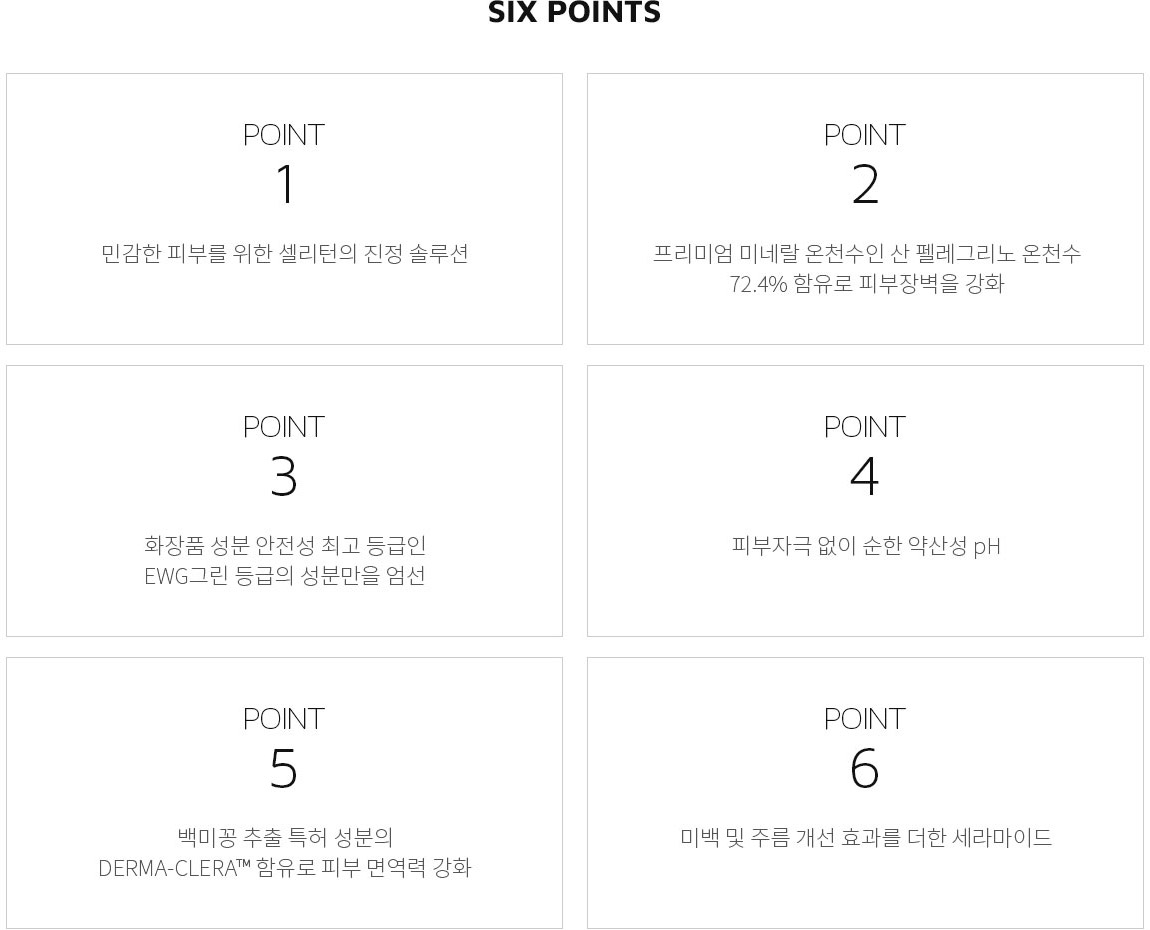 SIX POINTS
POINT
1
민감한 피부를 위한 셀리턴의 진정 솔루션
POINT
2
프리미엄 미네랄 온천수인 산 펠레그리노 온천수
72.4% 함유로 피부장벽을 강화
POINT
3
화장품 성분 안전성 최고 등급인
EWG그린 등급의 성분만을 엄선
POINT
4
피부자극 없이 순한 약산성 pH
POINT
5
백미꽁 추출 특허 성분의
DERMA-CLERA™ 함유로 피부 면역력 강화
POINT
6
미백 및 주름 개선 효과를 더한 세라마이드